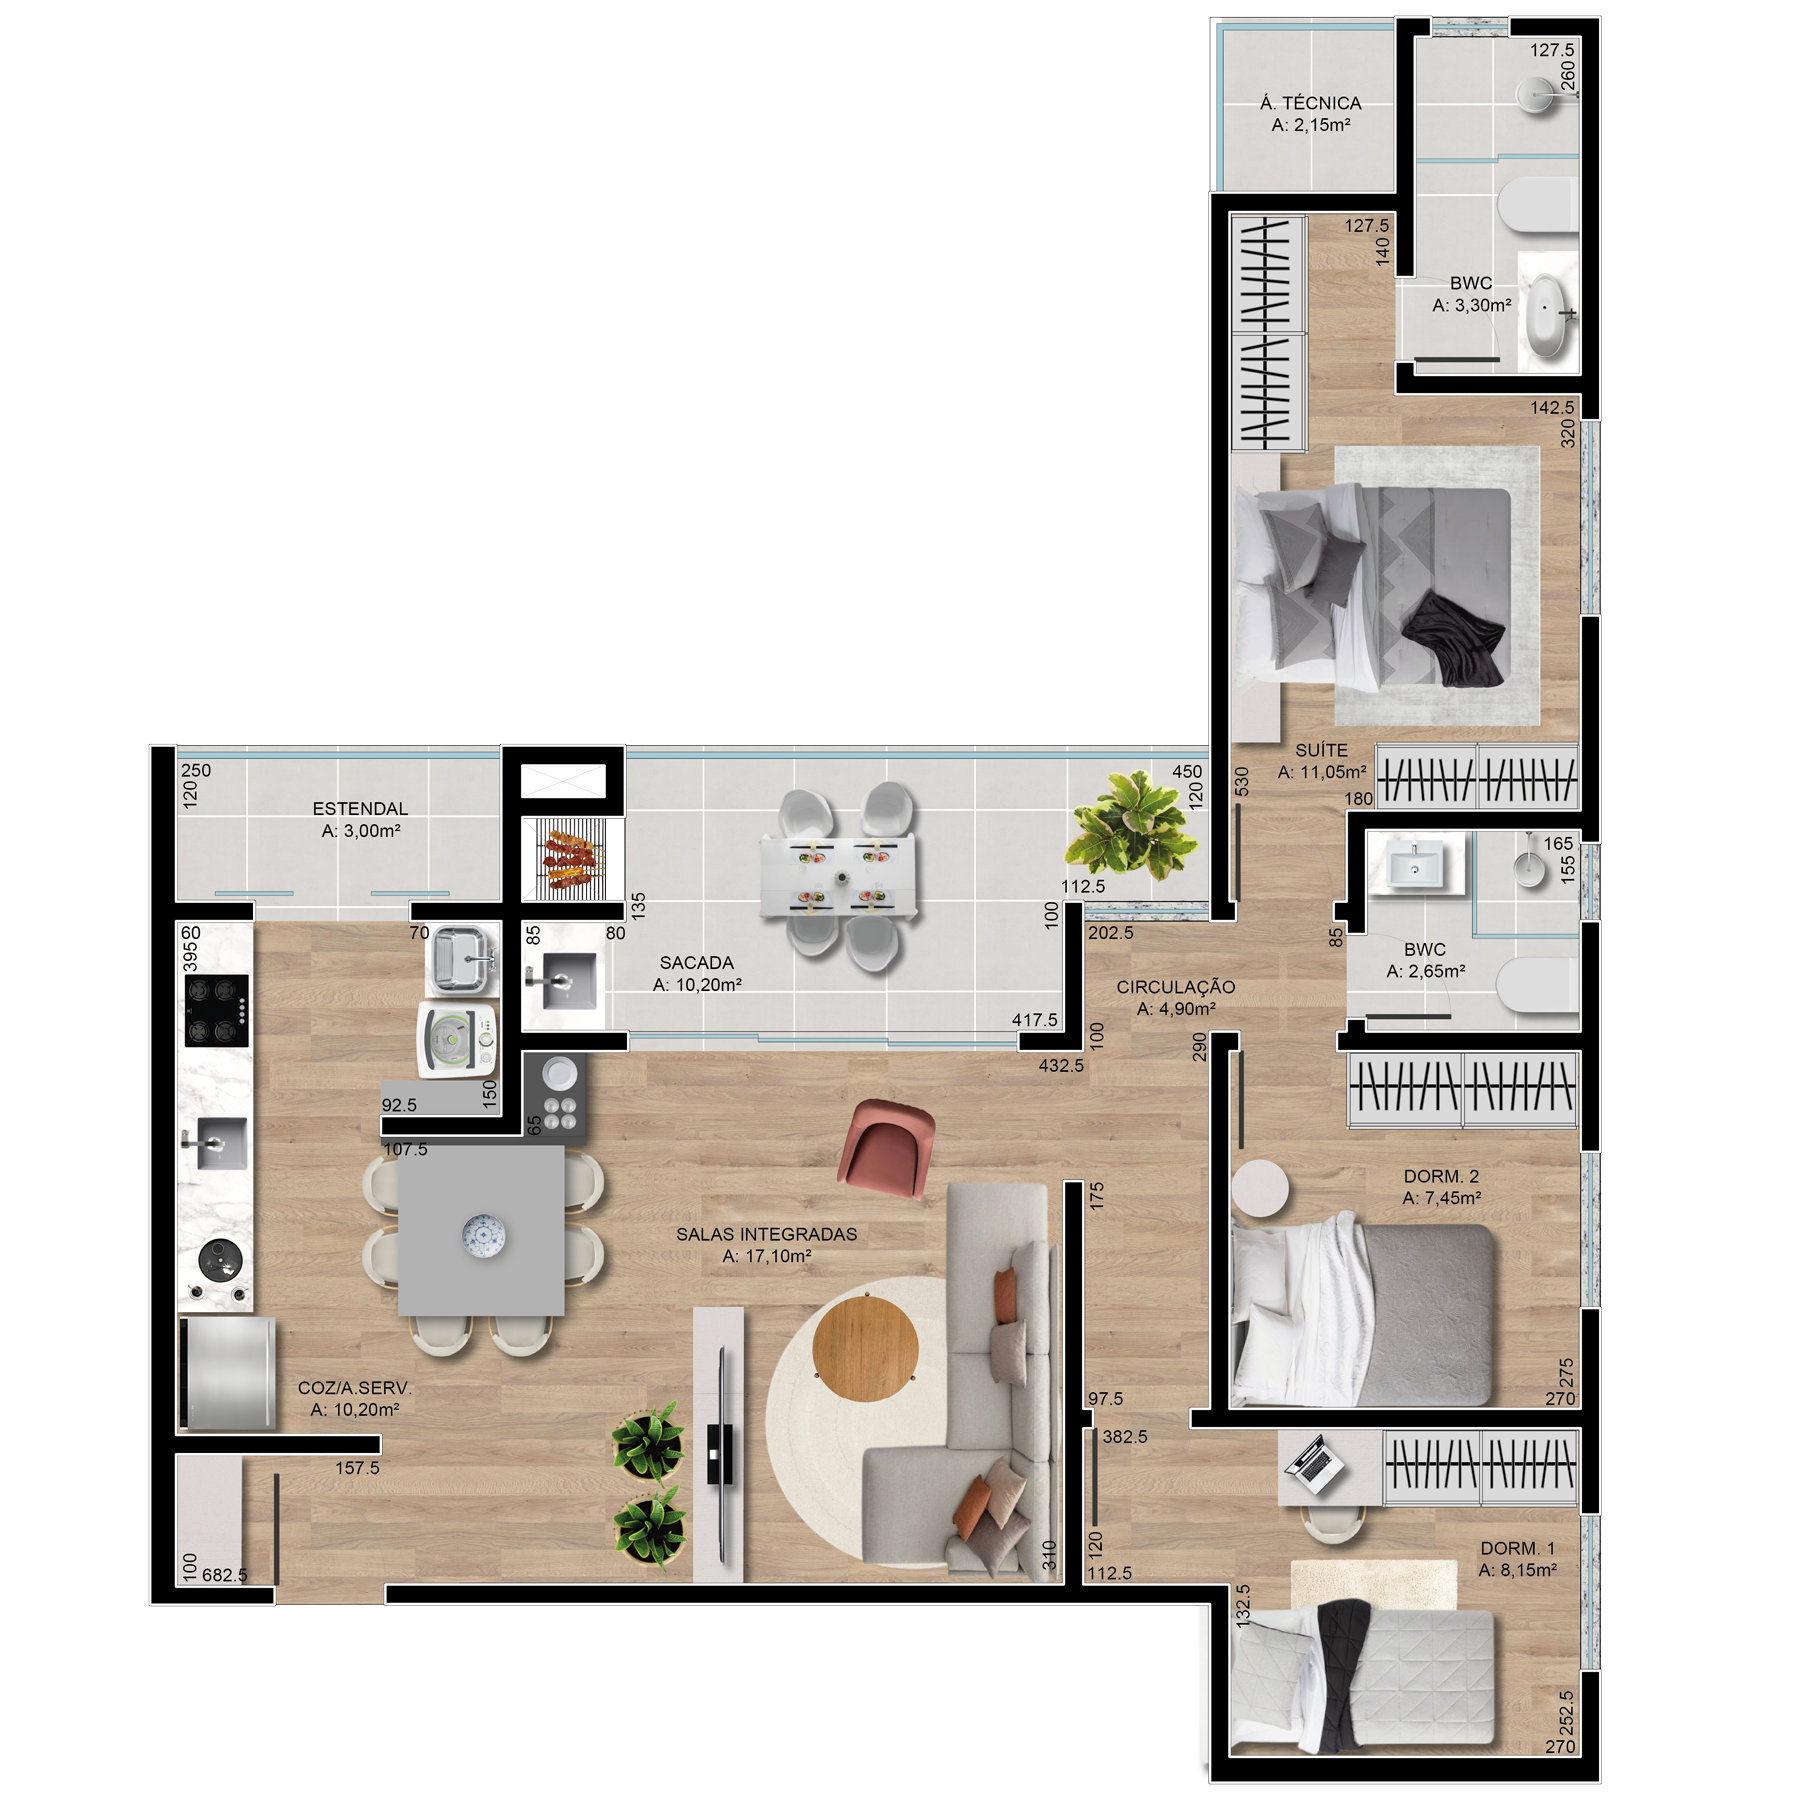 127.5
260
Á. TÉCNICA
A: 2,15m²
127.5
140
BWC
A: 3,30m²
142.5
320
SUÍTE
A: 11,05m²
530
180
250
120
ESTENDAL
A: 3,00m²
450
120
165
155
112.5
135
100
60
395
70
85
80
202.5
85
BWC
A: 2,65m²
SACADA
A: 10,20m²
CIRCULAÇÃO
A: 4,90m²
417.5
100
290
432.5
92.5
150
65
107.5
DORM. 2
A: 7,45m²
175
SALAS INTEGRADAS
A: 17,10m²
COZ/A.SERV.
A: 10,20m²
97.5
275
270
382.5
157.5
100
682.5
310
120
112.5
DORM. 1
A: 8,15m²
132.5
252.5
270